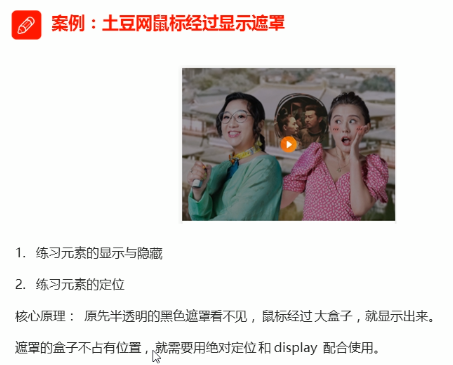 案例：土豆网鼠标经过显示遮罩
1. 练习元素的显示与隐藏
2. 练习元素的定位
核心原理： 原先半透明的黑色遮罩看不见， 鼠标经过 大盒子，就显示出来。
遮罩的盒子不占有位置， 就需要用绝对定位 和 display 配合使用。